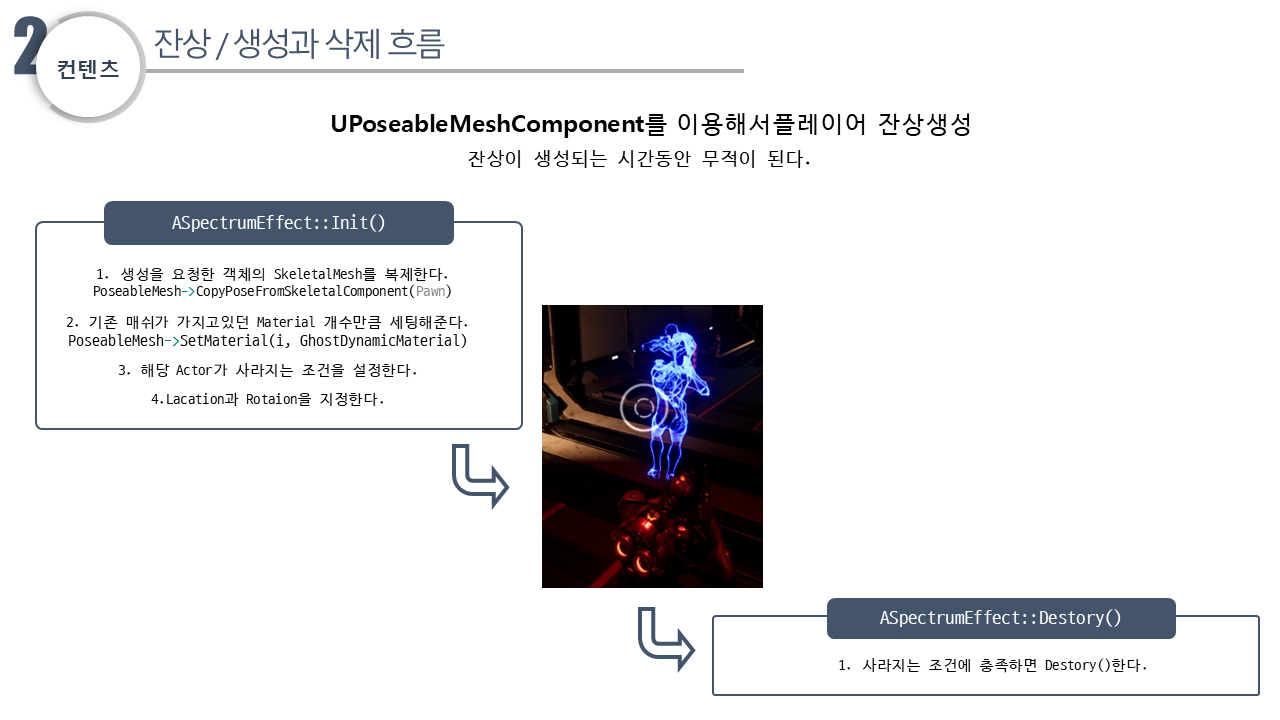 2
컨텐츠
잔상 / 생성과 삭제 흐름
UPoseableMeshComponent를 이용해서플레이어 잔상생성
잔상이 생성되는 시간동안 무적이 된다.
ASpectrumEffect::Init()
1. 생성을 요청한 객체의 SkeletalMesh를 복제한다.
PoseableMesh->CopyPoseFromSkeletalComponent(Pawn)
2. 기존 매쉬가 가지고있던 Material 개수만큼 세팅해준다.
PoseableMesh->SetMaterial(i, GhostDynamicMaterial)
3. 해당 Actor가 사라지는 조건을 설정한다.
4.Lacation과 Rotaion을 지정한다.
ASpectrumEffect::Destory()
1. 사라지는 조건에 충족하면 Destory()한다.